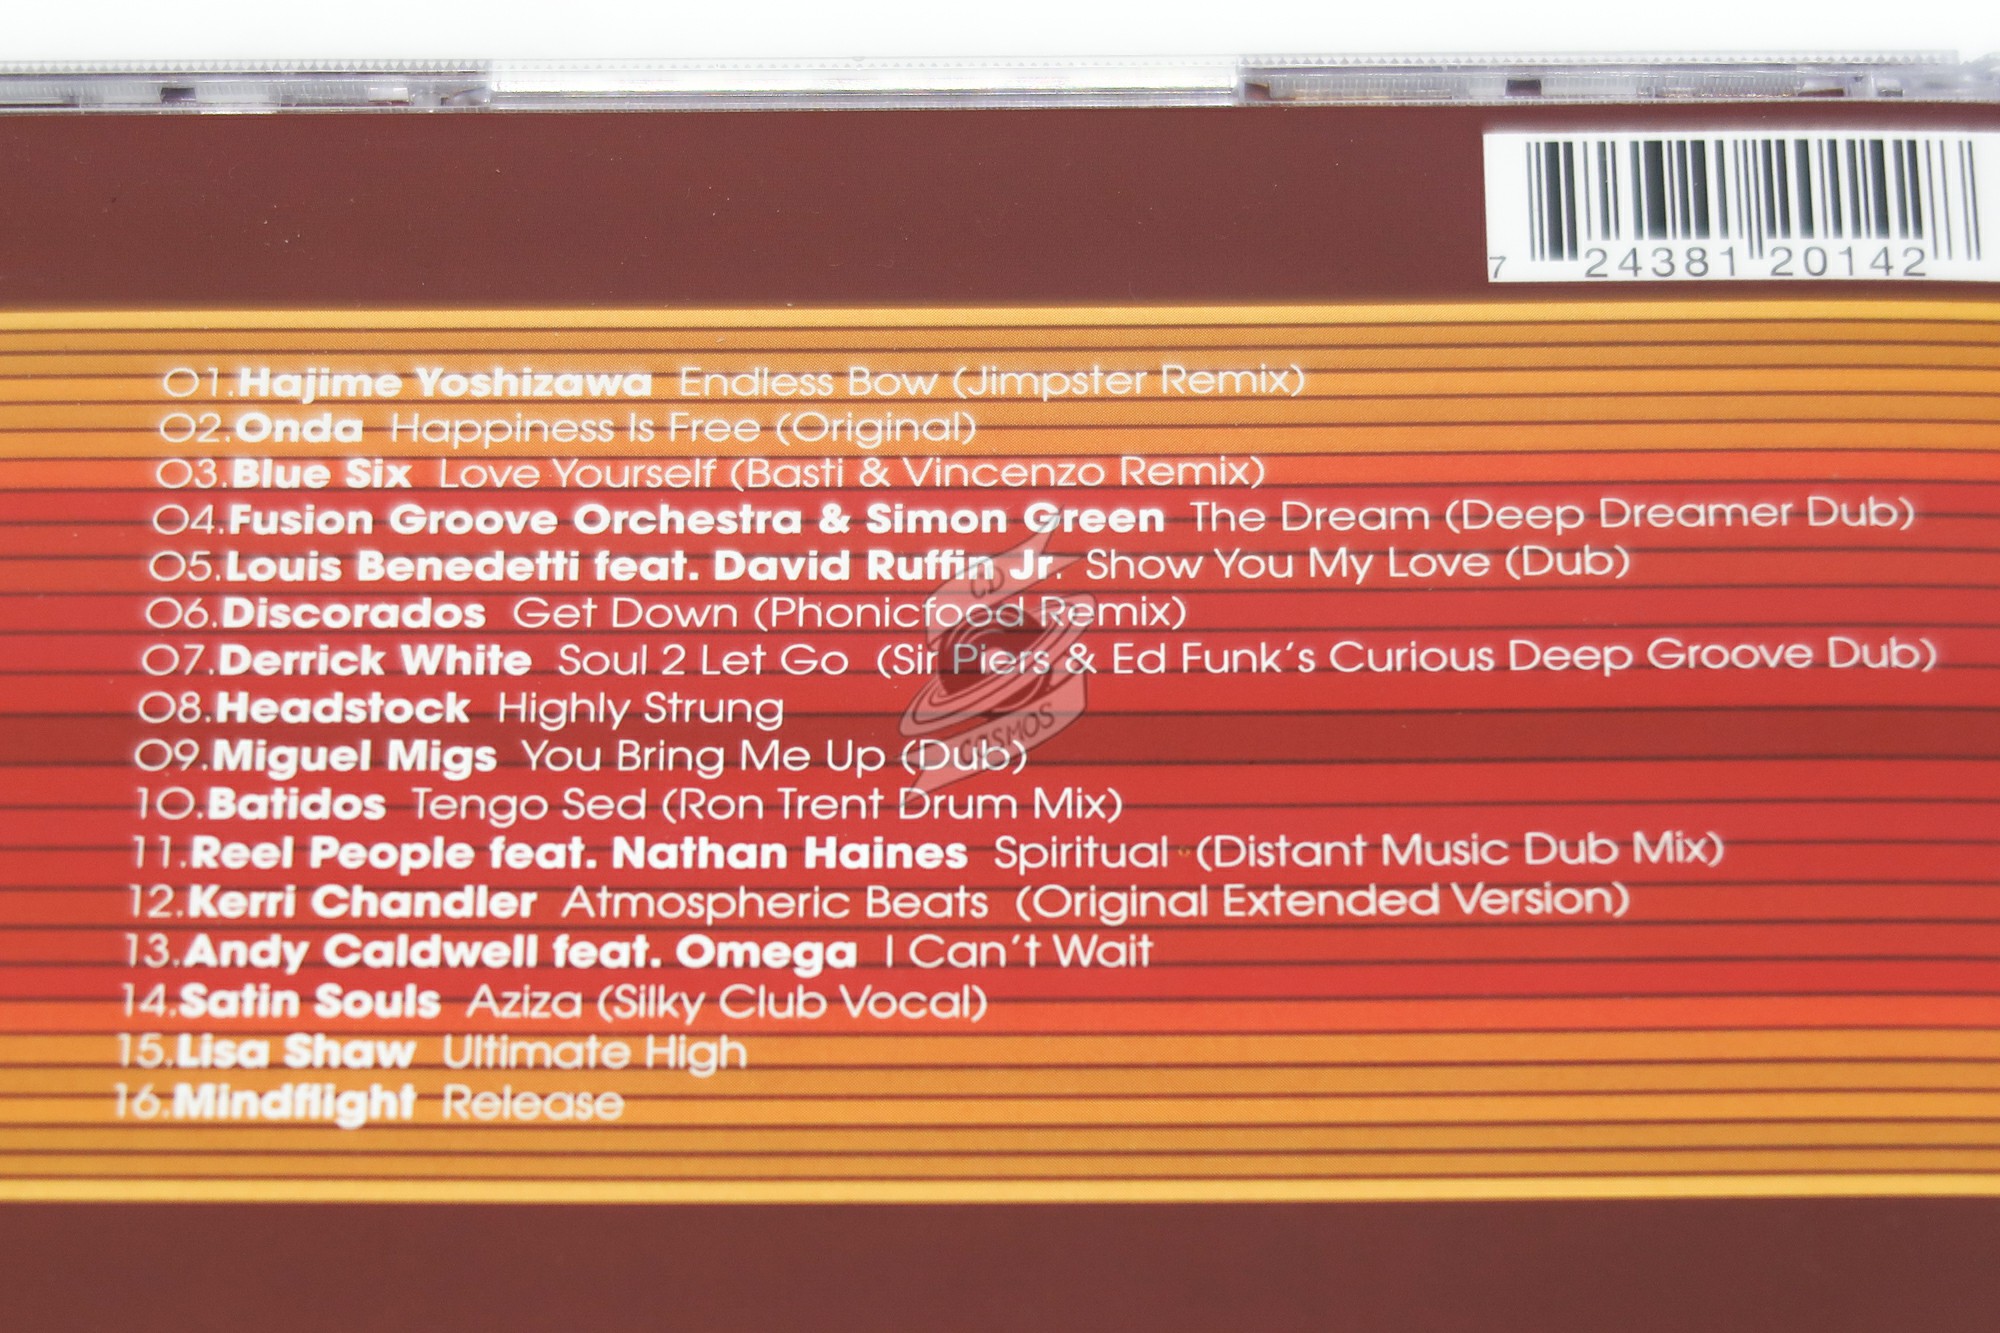 7 24381 20142
01.Hajime Yoshizawa Endless Bow (Jimpster Remix)
02.Onda Happiness Is Free (Original)
03.Blue Six Love Yourself (Basti & Vincenzo Remix)
04.Fusion Groove Orchestra & Simon Green The Dream (Deep Dreamer Dub)
05.Louis Benedetti feat. David Ruffin Jr. Show You My Love (Dub)
06.Discorados Get Down (Phonicfood Remix)
07.Derrick White Soul 2 Let Go (Sir Piers & Ed Funk's Curious Deep Groove Dub)
08.Headstock Highly Strung
09.Miguel Migs You Bring Me Up (Dub)
10.Batidos Tengo Sed (Ron Trent Drum Mix)
11.Reel People feat. Nathan Haines Spiritual (Distant Music Dub Mix)
12.Kerri Chandler Atmospheric Beats (Original Extended Version)
13.Andy Caldwell feat. Omega I Can't Wait
14.Satin Souls Aziza (Silky Club Vocal)
15.Lisa Shaw Ultimate High
16.Mindflight Release
CD
COSMOS